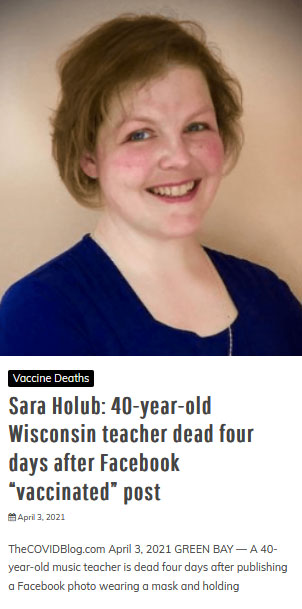 Vaccine Deaths
Sara Holub: 40-year-old
Wisconsin teacher dead four
days after Facebook
“vaccinated” post
April 3, 2021
TheCOVIDBlog.com April 3, 2021 GREEN BAY — A 40-
year-old music teacher is dead four days after publishing
a Facebook photo wearing a mask and holding